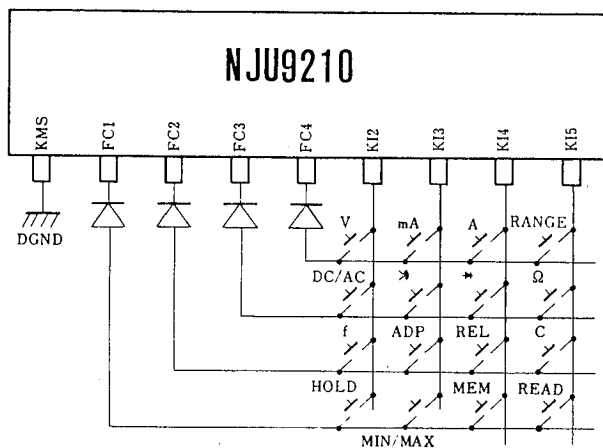 NJU9210
KMS FC1 FC2 FC3 FC4 KI2 KI3 KI4 KI5
DGND
V mA A RANGE
DC/AC Ω
f ADP REL C
HOLD MEM READ
MIN/MAX